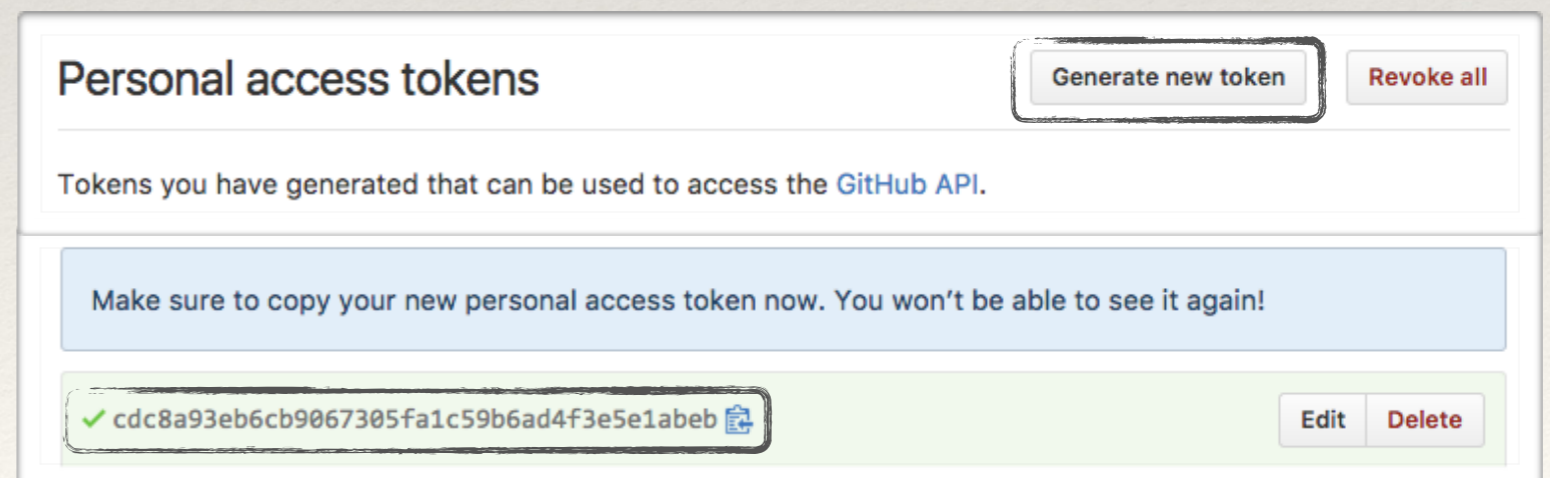 Personal access tokens
Generate new token
Revoke all
Tokens you have generated that can be used to access the GitHub API.
Make sure to copy your new personal access token now. You won't be able to see it again!
cdc8a93eb6cb9067305fa1c59b6ad4f3e5e1abeb
Edit
Delete